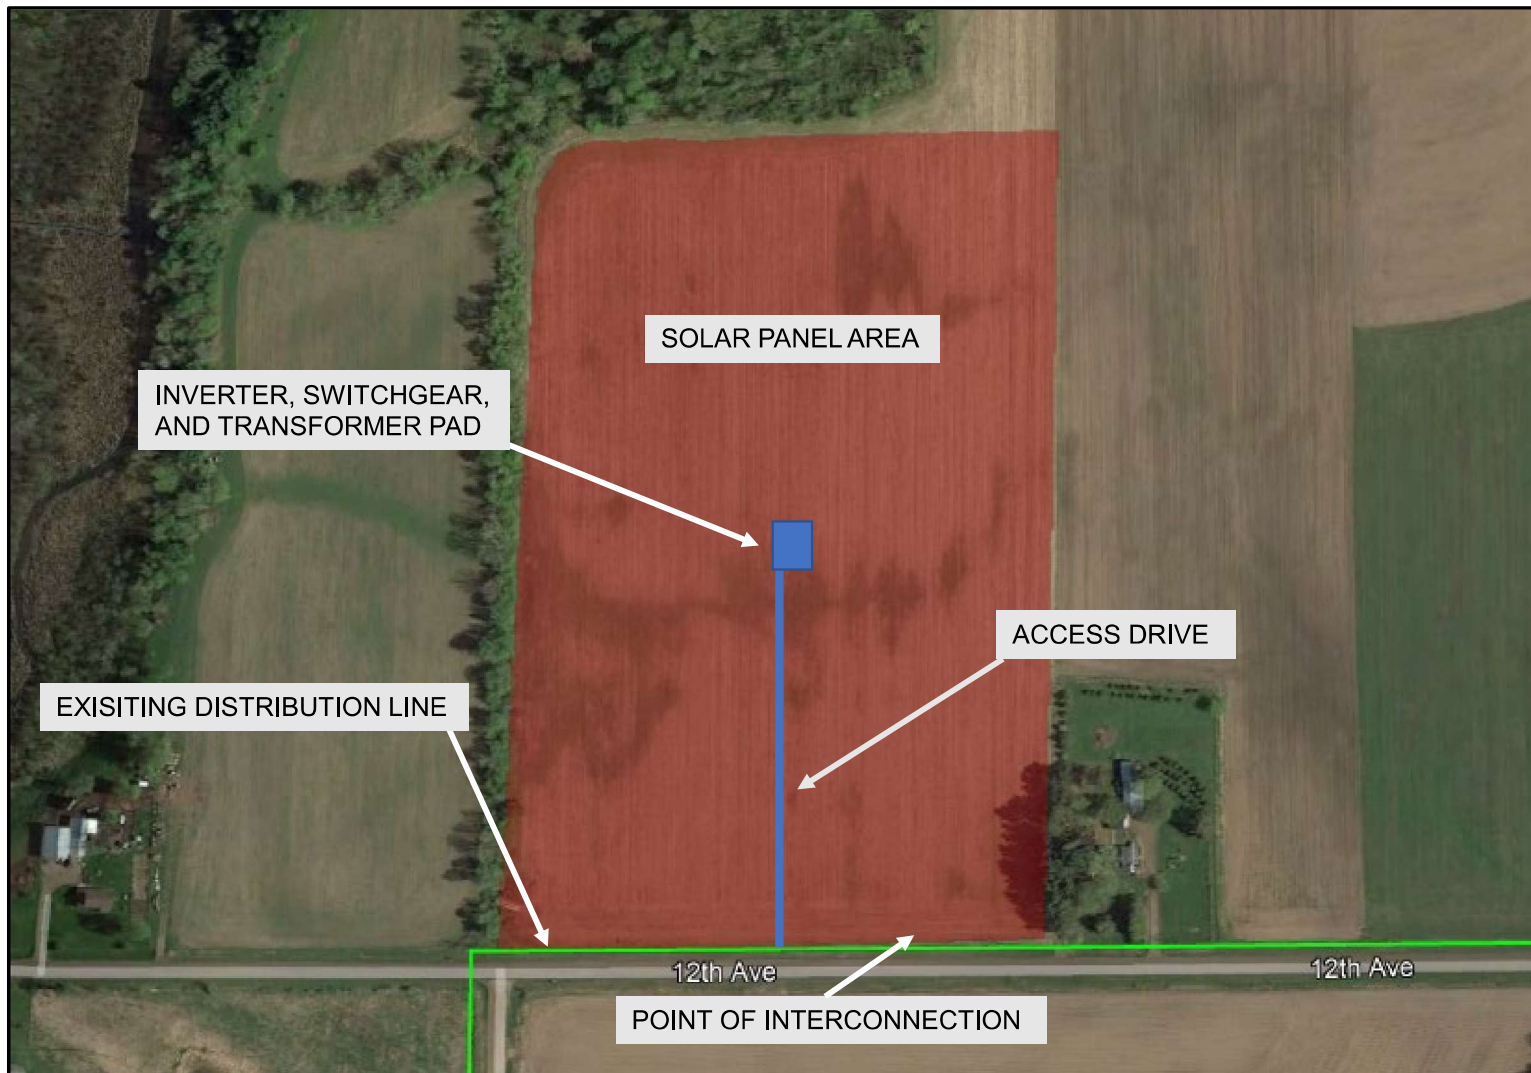 SOLAR PANEL AREA
INVERTER, SWITCHGEAR,
AND TRANSFORMER PAD
ACCESS DRIVE
EXISITING DISTRIBUTION LINE
12th Ave
12th Ave
POINT OF INTERCONNECTION